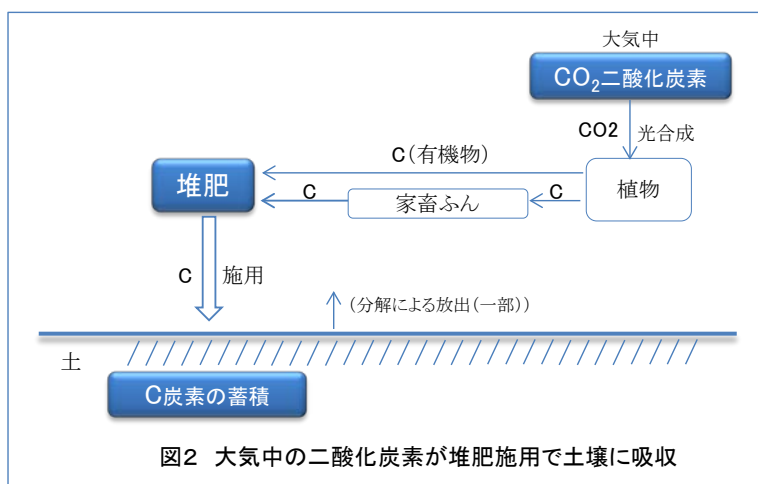 大気中
CO₂二酸化炭素
CO2 光合成
C(有機物)
堆肥
C
家畜ふん
C
植物
C 施用
(分解による放出(一部))
土
C炭素の蓄積
図2 大気中の二酸化炭素が堆肥施用で土壌に吸収